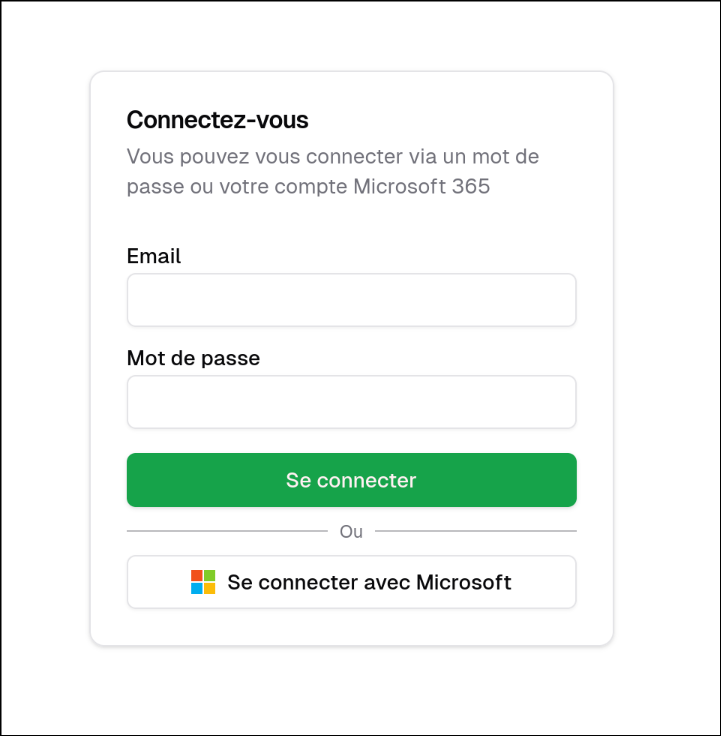 Connectez-vous
Vous pouvez vous connecter via un mot de
passe ou votre compte Microsoft 365
Email
Mot de passe
Se connecter
Ou
Se connecter avec Microsoft